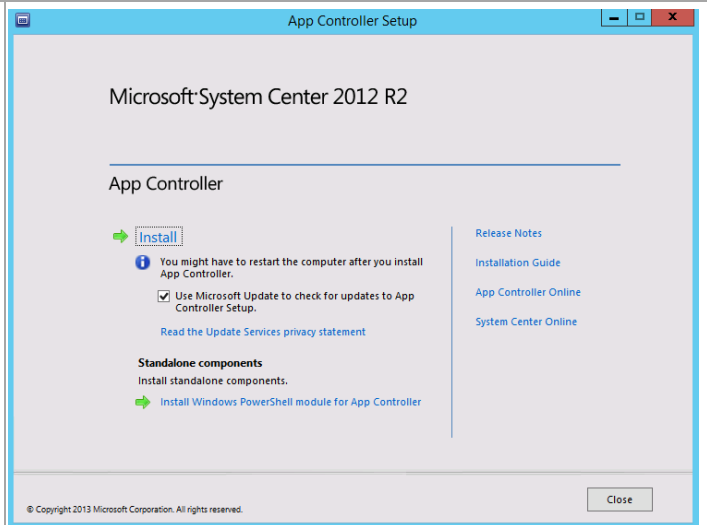 App Controller Setup
Microsoft System Center 2012 R2
App Controller
Install
You might have to restart the computer after you install
App Controller.
Use Microsoft Update to check for updates to App
Controller Setup.
Read the Update Services privacy statement
Standalone components
Install standalone components.
Install Windows PowerShell module for App Controller
Release Notes
Installation Guide
App Controller Online
System Center Online
© Copyright 2013 Microsoft Corporation. All rights reserved.
Close